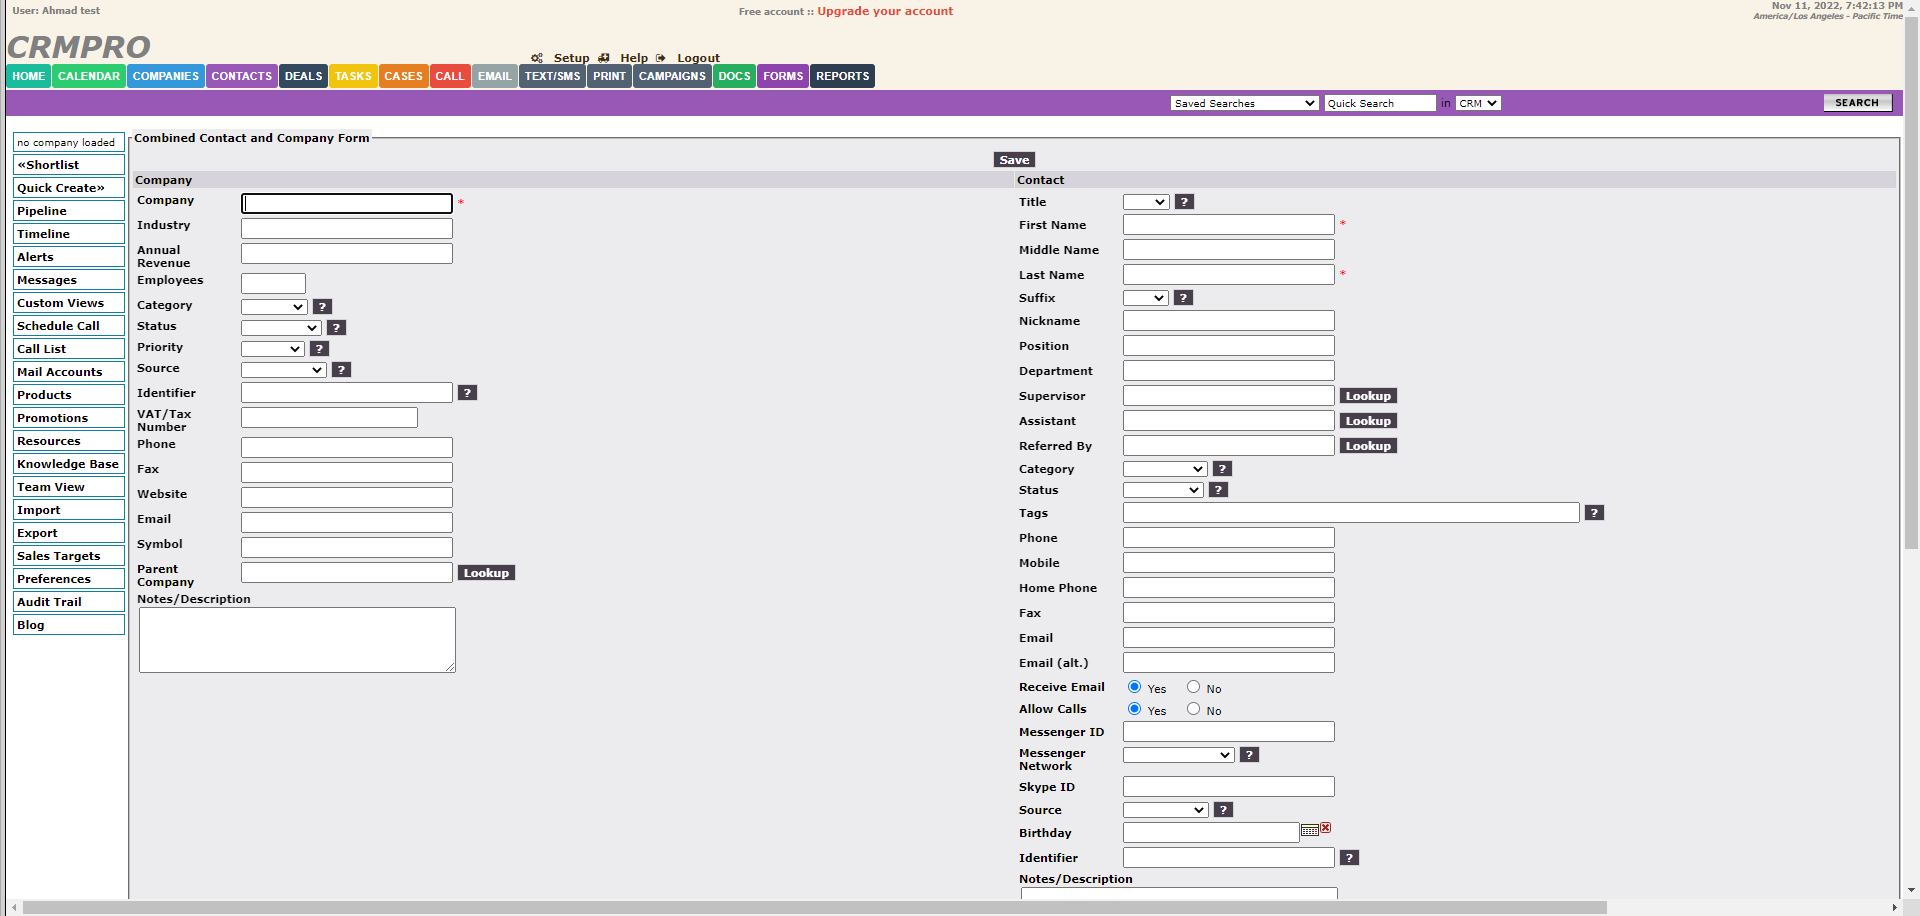 User: Ahmad test
Free account :: Upgrade your account
Nov 11, 2022, 7:42:13 PM
America/Los Angeles - Pacific Time
CRMPRO
Setup Help Logout
HOME CALENDAR COMPANIES CONTACTS DEALS TASKS CASES CALL EMAIL TEXT/SMS PRINT CAMPAIGNS DOCS FORMS REPORTS
Saved Searches Quick Search in CRM SEARCH
no company loaded
«Shortlist
Quick Create»
Pipeline
Timeline
Alerts
Messages
Custom Views
Schedule Call
Call List
Mail Accounts
Products
Promotions
Resources
Knowledge Base
Team View
Import
Export
Sales Targets
Preferences
Audit Trail
Blog
Combined Contact and Company Form
Save
Company
Company *
Industry
Annual
Revenue
Employees
Category ?
Status ?
Priority ?
Source ?
Identifier ?
VAT/Tax
Number
Phone
Fax
Website
Email
Symbol
Parent
Company Lookup
Notes/Description
Contact
Title ?
First Name *
Middle Name
Last Name *
Suffix ?
Nickname
Position
Department
Supervisor Lookup
Assistant Lookup
Referred By Lookup
Category ?
Status ?
Tags ?
Phone
Mobile
Home Phone
Fax
Email
Email (alt.)
Receive Email Yes No
Allow Calls Yes No
Messenger ID
Messenger
Network ?
Skype ID
Source ?
Birthday
Identifier ?
Notes/Description